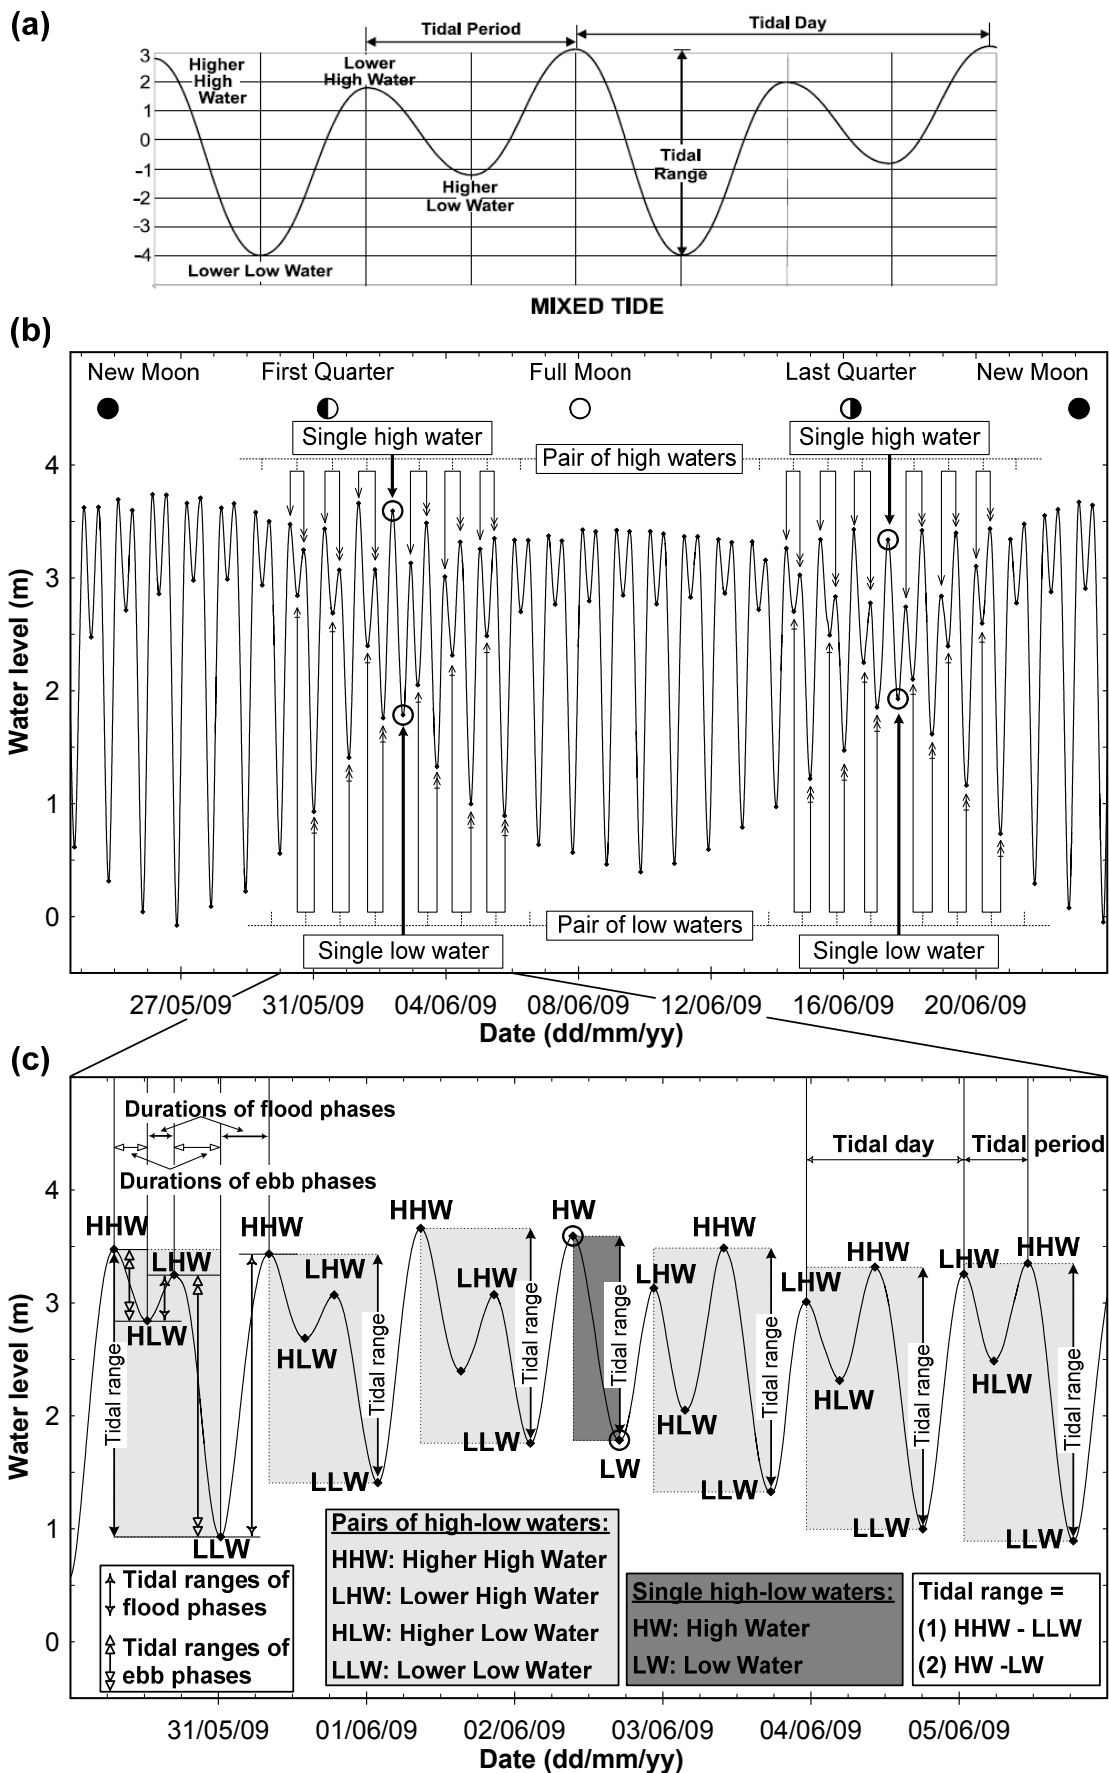 (a)
Tidal Period
Tidal Day
3
2
1
0
-1
-2
-3
-4
Higher
High
Water
Lower
High Water
Tidal
Range
Higher
Low Water
Lower Low Water
MIXED TIDE
(b)
New Moon
First Quarter
Full Moon
Last Quarter
New Moon
Single high water
Single high water
Pair of high waters
4
3
2
1
0
Water level (m)
Pair of low waters
Single low water
Single low water
27/05/09
31/05/09
04/06/09
08/06/09
12/06/09
16/06/09
20/06/09
Date (dd/mm/yy)
(c)
Durations of flood phases
Durations of ebb phases
Tidal day
Tidal period
4
3
2
1
0
Water level (m)
HHW
LHW
HLW
LLW
Tidal range
HHW
LHW
HLW
LLW
Tidal range
HHW
LHW
LLW
Tidal range
HW
LW
Tidal range
LHW
HHW
HLW
LLW
Tidal range
LHW
HHW
HLW
LLW
Tidal range
LHW
HHW
HLW
LLW
Tidal range
Tidal ranges of
flood phases
Tidal ranges of
ebb phases
Pairs of high-low waters:
HHW: Higher High Water
LHW: Lower High Water
HLW: Higher Low Water
LLW: Lower Low Water
Single high-low waters:
HW: High Water
LW: Low Water
Tidal range =
(1) HHW - LLW
(2) HW -LW
31/05/09
01/06/09
02/06/09
03/06/09
04/06/09
05/06/09
Date (dd/mm/yy)